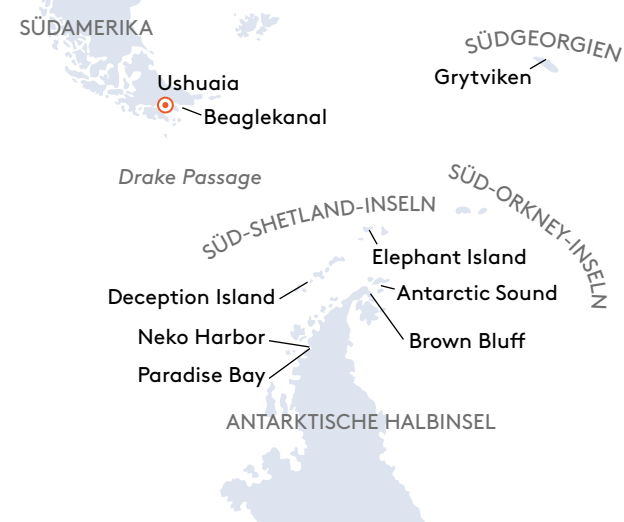 SÜDAMERIKA
SÜDGEORGIEN
Grytviken
Ushuaia
Beaglekanal
Drake Passage
SÜD-ORKNEY-INSELN
SÜD-SHETLAND-INSELN
Elephant Island
Deception Island
Antarctic Sound
Neko Harbor
Brown Bluff
Paradise Bay
ANTARKTISCHE HALBINSEL